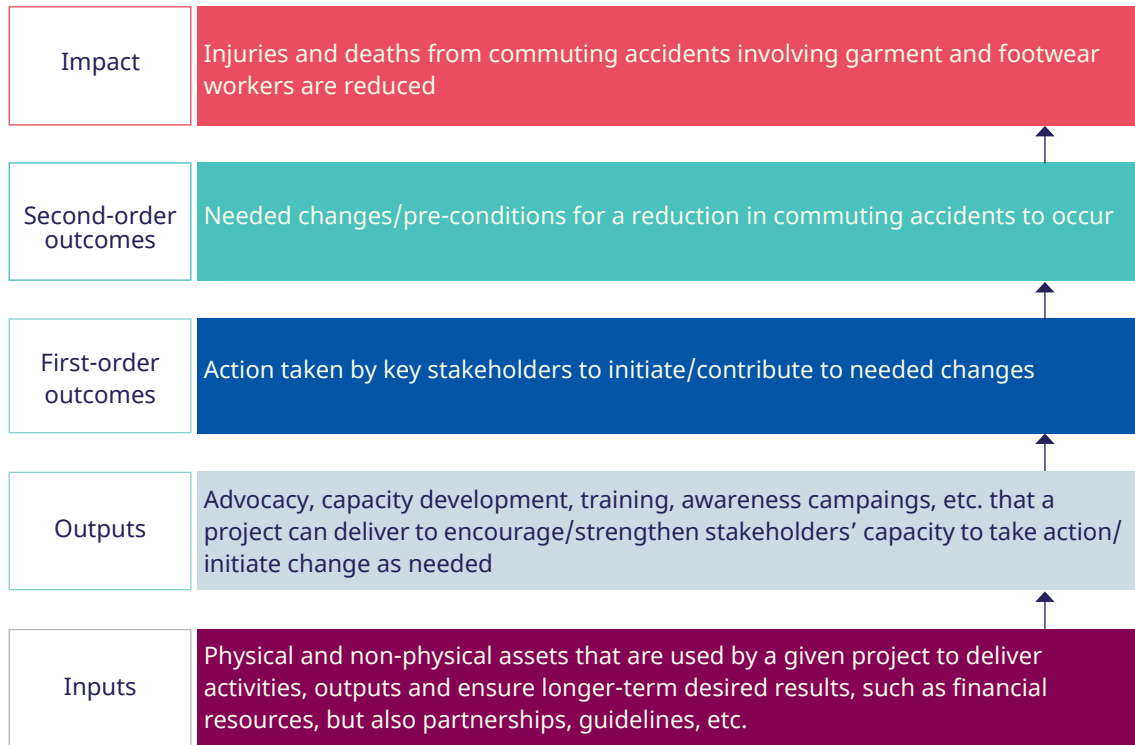 Impact
Injuries and deaths from commuting accidents involving garment and footwear
workers are reduced
Second-order
outcomes
Needed changes/pre-conditions for a reduction in commuting accidents to occur
First-order
outcomes
Action taken by key stakeholders to initiate/contribute to needed changes
Outputs
Advocacy, capacity development, training, awareness campaings, etc. that a
project can deliver to encourage/strengthen stakeholders’ capacity to take action/
initiate change as needed
Inputs
Physical and non-physical assets that are used by a given project to deliver
activities, outputs and ensure longer-term desired results, such as financial
resources, but also partnerships, guidelines, etc.